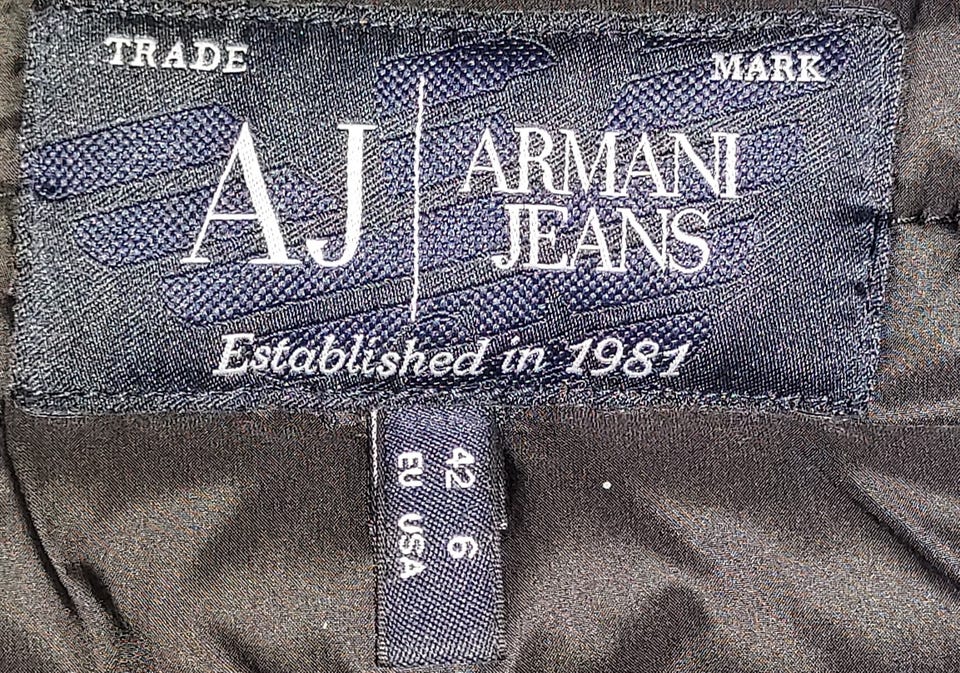 TRADE MARK
AJ
ARMANI
JEANS
Established in 1981
42 6
EU USA